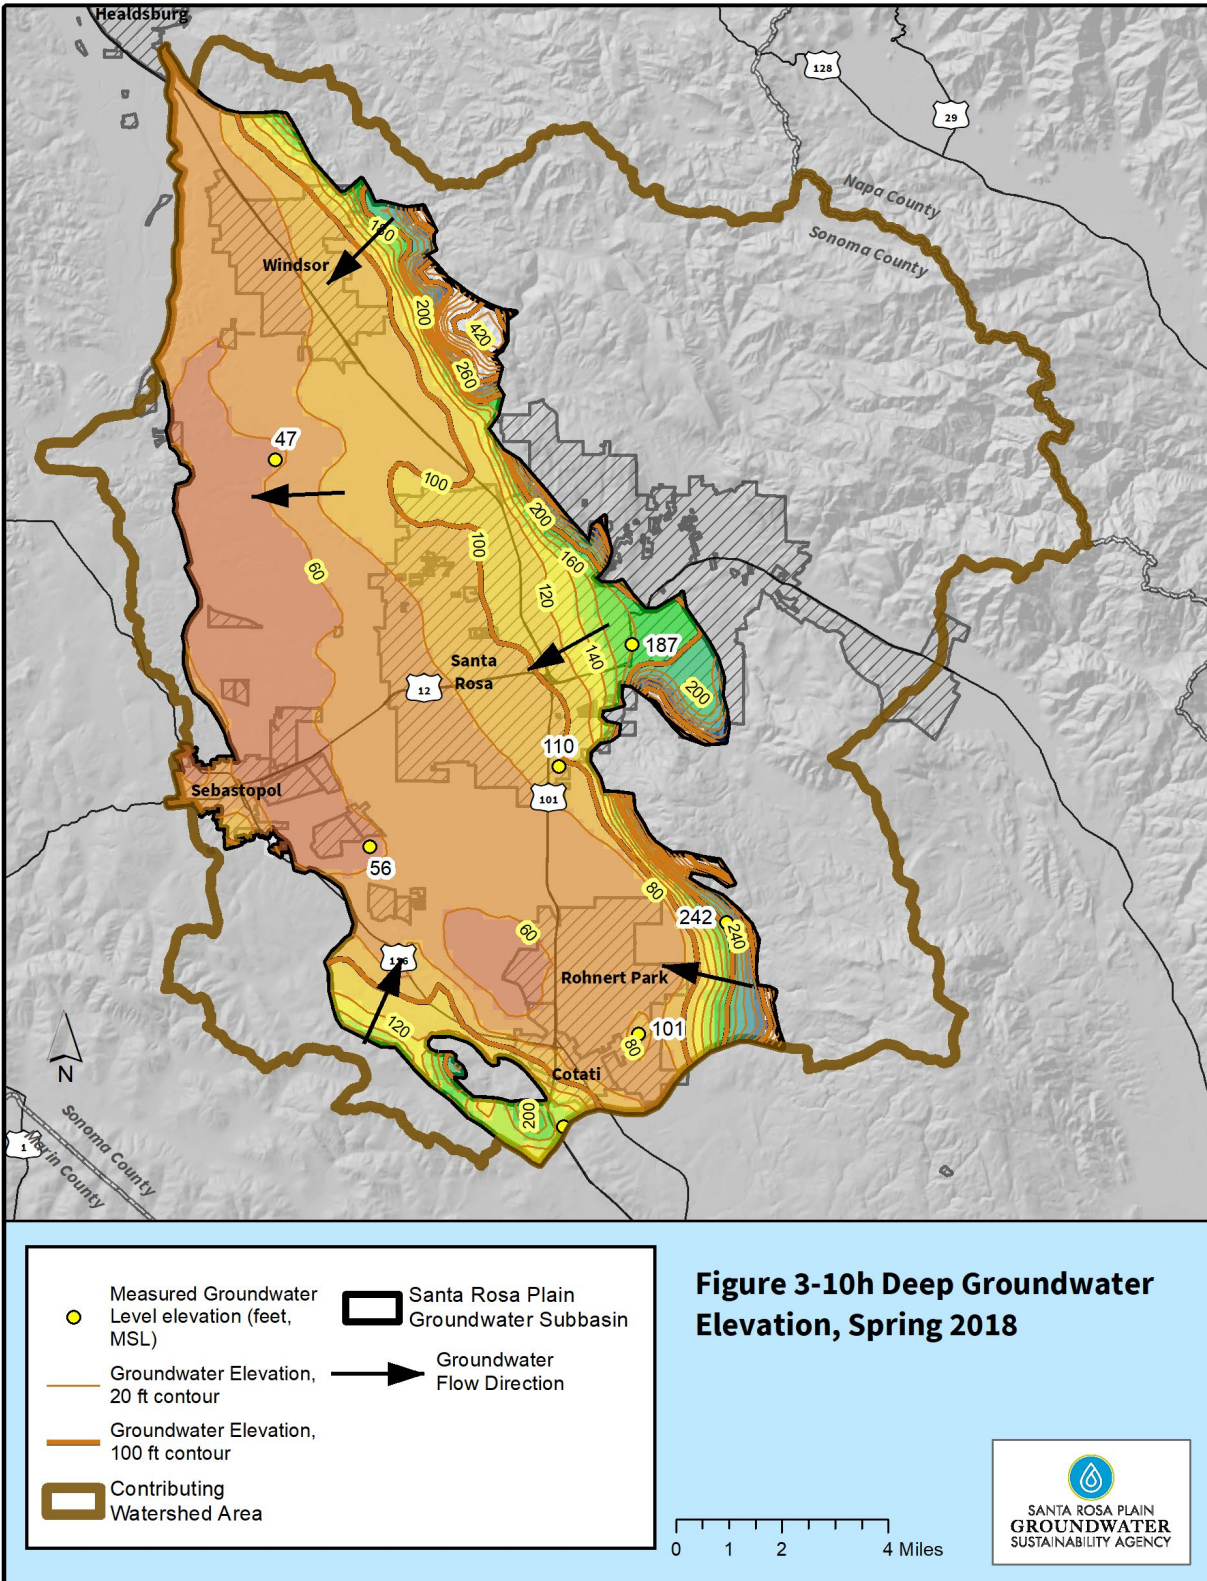 Healdsburg
128
29
Napa County
Sonoma County
180
Windsor
200
420
260
47
100
200
100
60
160
120
187
140
Santa
Rosa
200
12
110
Sebastopol
101
56
80
242
240
60
116
Rohnert Park
120
101
80
Cotati
200
N
Sonoma County
Marin County
1
Measured Groundwater
Level elevation (feet,
MSL)
Groundwater Elevation,
20 ft contour
Groundwater Elevation,
100 ft contour
Contributing
Watershed Area
Santa Rosa Plain
Groundwater Subbasin
Groundwater
Flow Direction
Figure 3-10h Deep Groundwater
Elevation, Spring 2018
0 1 2 4 Miles
SANTA ROSA PLAIN
GROUNDWATER
SUSTAINABILITY AGENCY